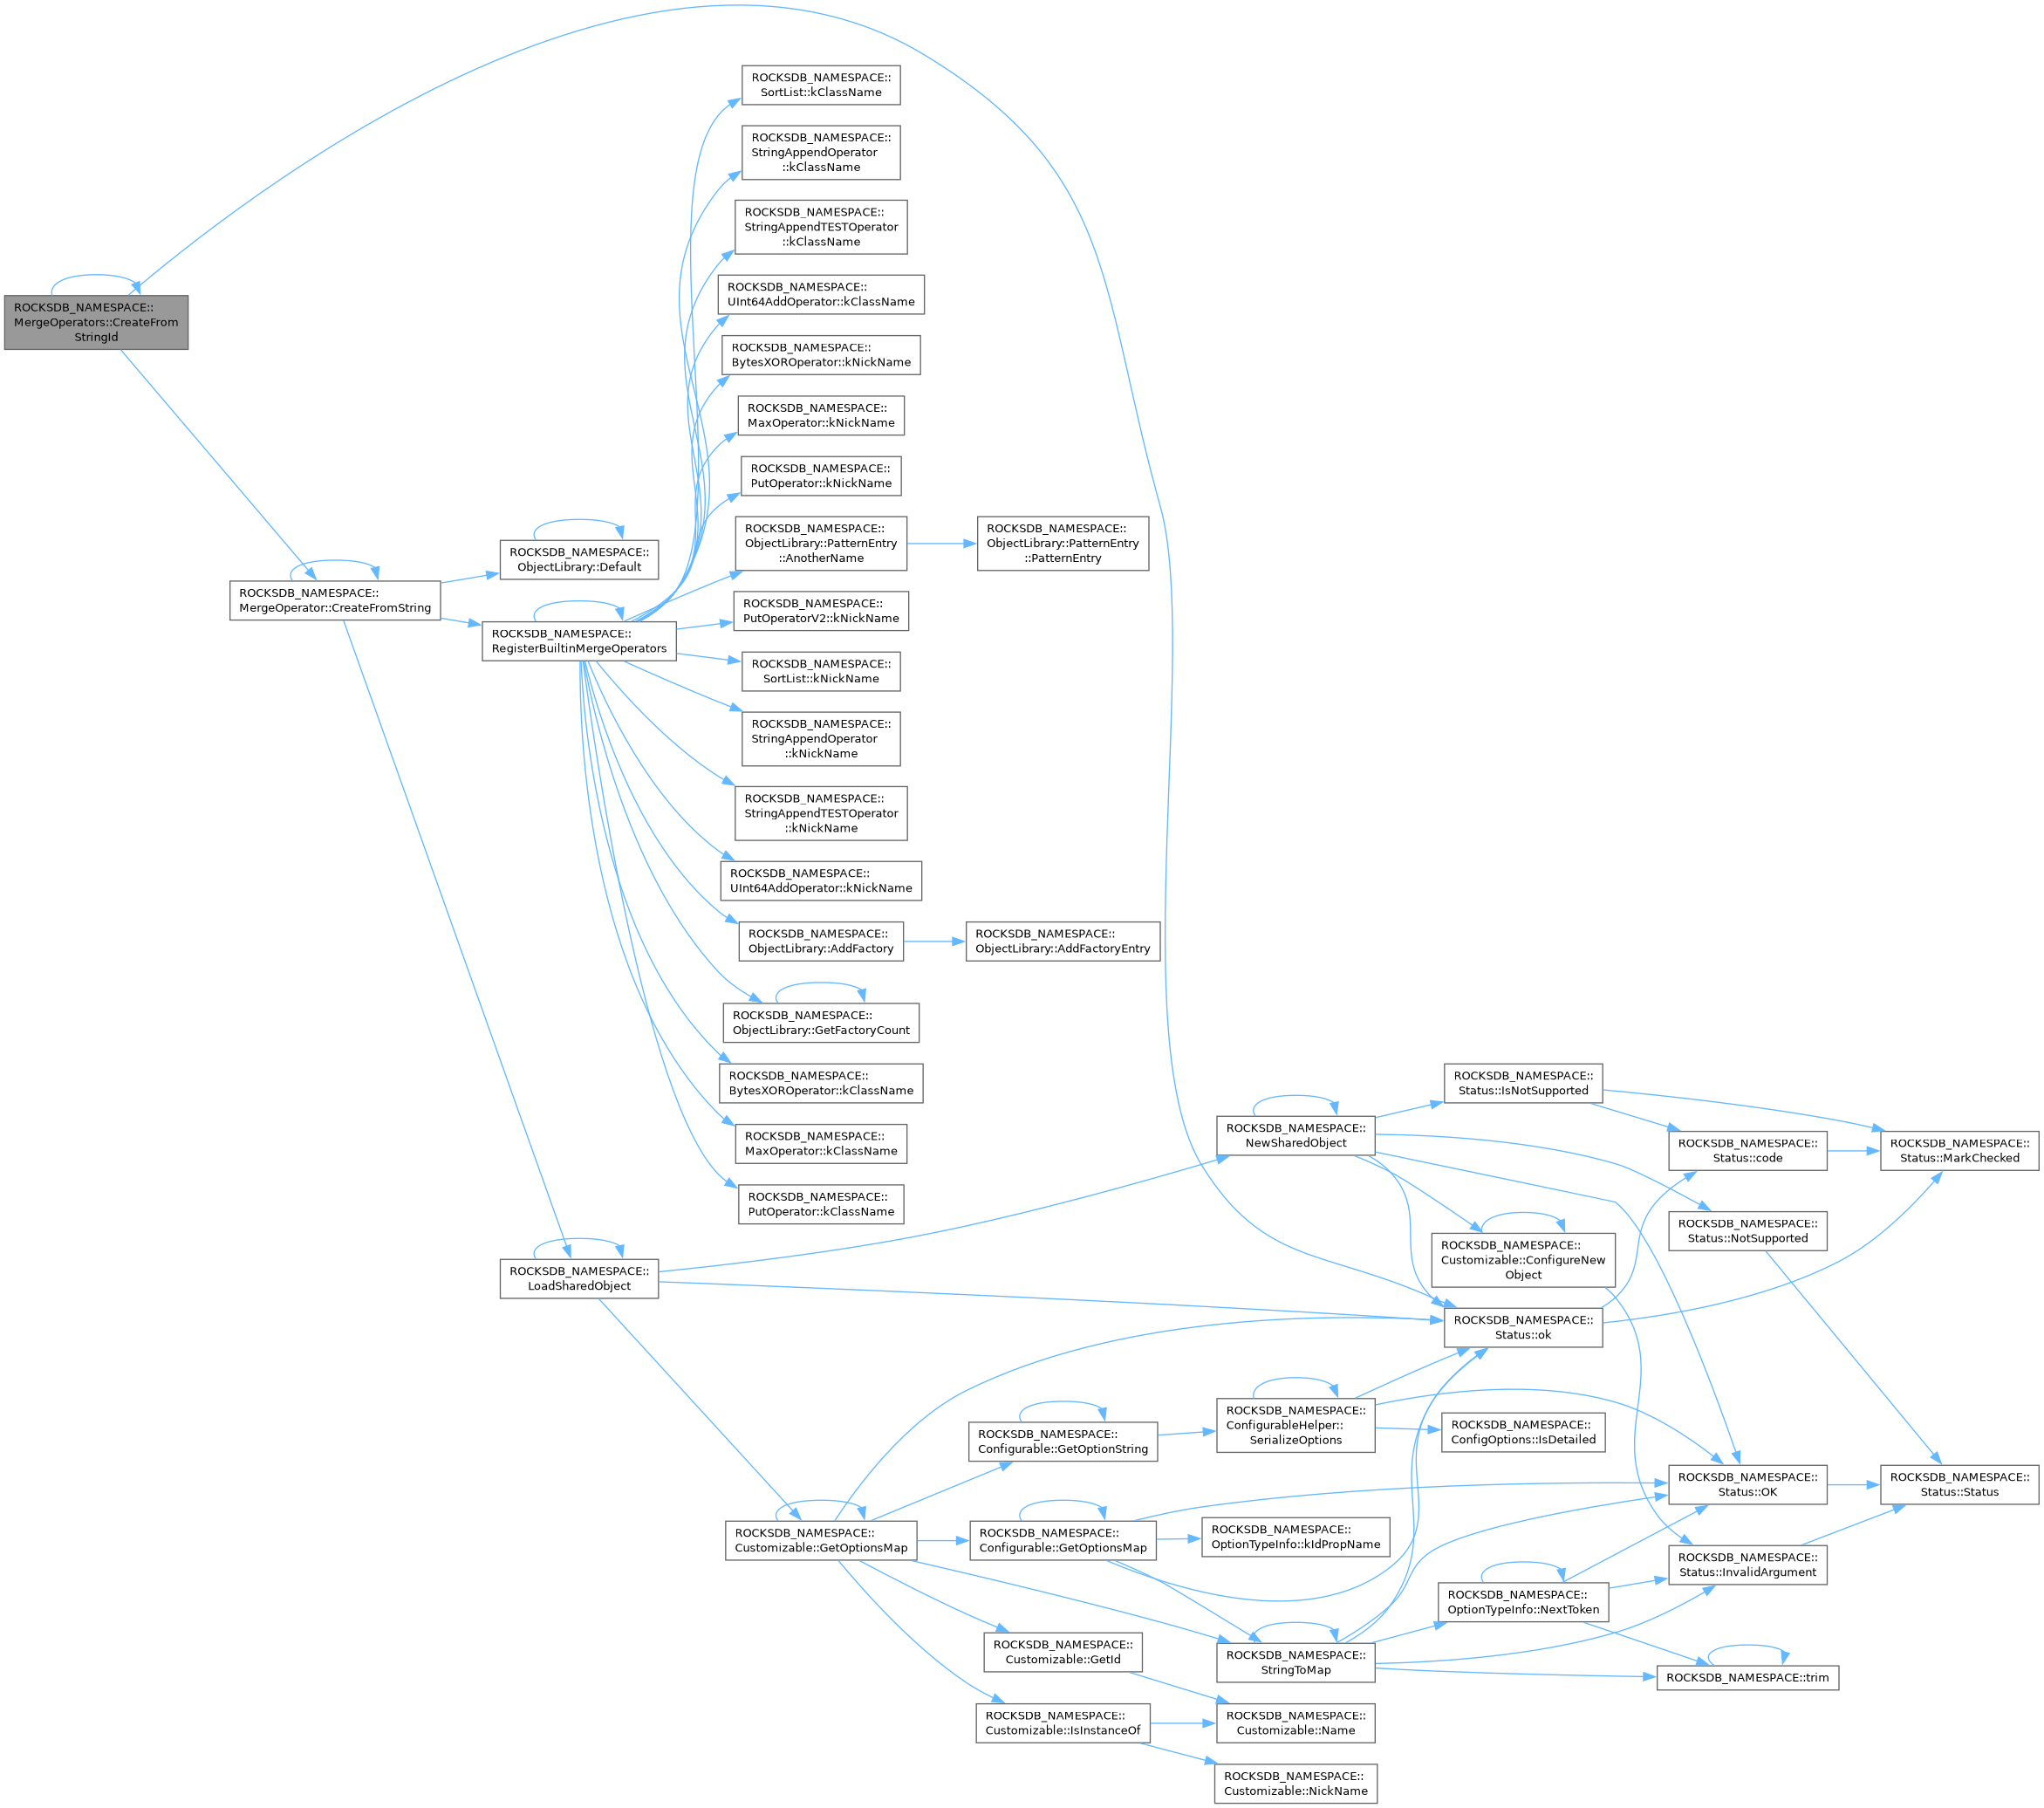 ROCKSDB_NAMESPACE::
MergeOperators::CreateFrom
StringId
ROCKSDB_NAMESPACE::
MergeOperator::CreateFromString
ROCKSDB_NAMESPACE::
ObjectLibrary::Default
ROCKSDB_NAMESPACE::
RegisterBuiltinMergeOperators
ROCKSDB_NAMESPACE::
LoadSharedObject
ROCKSDB_NAMESPACE::
SortList::kClassName
ROCKSDB_NAMESPACE::
StringAppendOperator
::kClassName
ROCKSDB_NAMESPACE::
StringAppendTESTOperator
::kClassName
ROCKSDB_NAMESPACE::
UInt64AddOperator::kClassName
ROCKSDB_NAMESPACE::
BytesXOROperator::kNickName
ROCKSDB_NAMESPACE::
MaxOperator::kNickName
ROCKSDB_NAMESPACE::
PutOperator::kNickName
ROCKSDB_NAMESPACE::
ObjectLibrary::PatternEntry
::AnotherName
ROCKSDB_NAMESPACE::
ObjectLibrary::PatternEntry
::PatternEntry
ROCKSDB_NAMESPACE::
PutOperatorV2::kNickName
ROCKSDB_NAMESPACE::
SortList::kNickName
ROCKSDB_NAMESPACE::
StringAppendOperator
::kNickName
ROCKSDB_NAMESPACE::
StringAppendTESTOperator
::kNickName
ROCKSDB_NAMESPACE::
UInt64AddOperator::kNickName
ROCKSDB_NAMESPACE::
ObjectLibrary::AddFactory
ROCKSDB_NAMESPACE::
ObjectLibrary::AddFactoryEntry
ROCKSDB_NAMESPACE::
ObjectLibrary::GetFactoryCount
ROCKSDB_NAMESPACE::
BytesXOROperator::kClassName
ROCKSDB_NAMESPACE::
MaxOperator::kClassName
ROCKSDB_NAMESPACE::
PutOperator::kClassName
ROCKSDB_NAMESPACE::
Customizable::GetOptionsMap
ROCKSDB_NAMESPACE::
Configurable::GetOptionString
ROCKSDB_NAMESPACE::
Configurable::GetOptionsMap
ROCKSDB_NAMESPACE::
Customizable::GetId
ROCKSDB_NAMESPACE::
Customizable::IsInstanceOf
ROCKSDB_NAMESPACE::
NewSharedObject
ROCKSDB_NAMESPACE::
ConfigurableHelper::
SerializeOptions
ROCKSDB_NAMESPACE::
OptionTypeInfo::kIdPropName
ROCKSDB_NAMESPACE::
StringToMap
ROCKSDB_NAMESPACE::
Customizable::Name
ROCKSDB_NAMESPACE::
Customizable::NickName
ROCKSDB_NAMESPACE::
Status::IsNotSupported
ROCKSDB_NAMESPACE::
Customizable::ConfigureNew
Object
ROCKSDB_NAMESPACE::
Status::ok
ROCKSDB_NAMESPACE::
ConfigOptions::IsDetailed
ROCKSDB_NAMESPACE::
OptionTypeInfo::NextToken
ROCKSDB_NAMESPACE::
Status::code
ROCKSDB_NAMESPACE::
Status::NotSupported
ROCKSDB_NAMESPACE::
Status::OK
ROCKSDB_NAMESPACE::
Status::InvalidArgument
ROCKSDB_NAMESPACE::trim
ROCKSDB_NAMESPACE::
Status::MarkChecked
ROCKSDB_NAMESPACE::
Status::Status